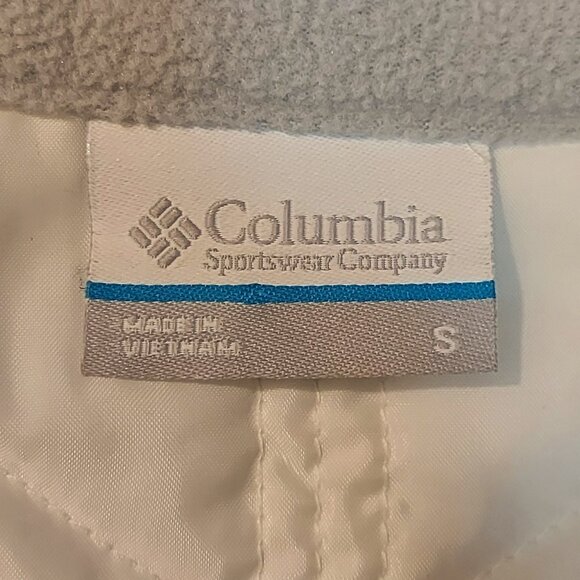 Columbia
Sportswear Company
MADE IN
VIETNAM
S